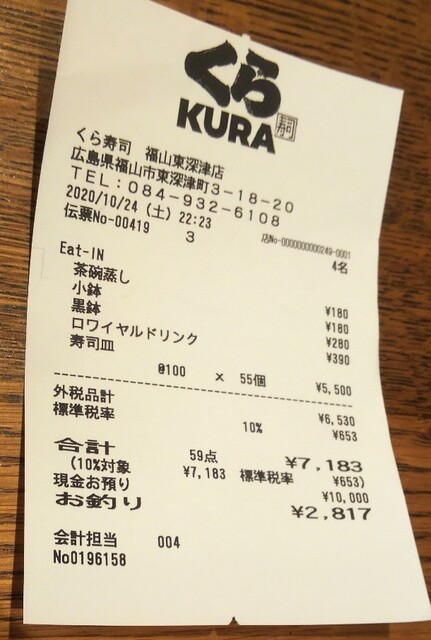 くら
KURA
くら寿司 福山東深津店
広島県福山市東深津町3-18-20
TEL:084-932-6108
2020/10/24 (土) 22:23
店No-0000000000249-0001
伝票No-00419 3 4名
Eat-IN
茶碗蒸し ¥180
小鉢 ¥180
黒鉢 ¥280
ロワイヤルドリンク ¥390
寿司皿
@100 × 55個 ¥5,500
外税品計 ¥6,530
標準税率 10% ¥653
合計 59点 ¥7,183
(10%対象 ¥7,183 標準税率 ¥653)
現金お預り ¥10,000
お釣り ¥2,817
会計担当 004
No0196158